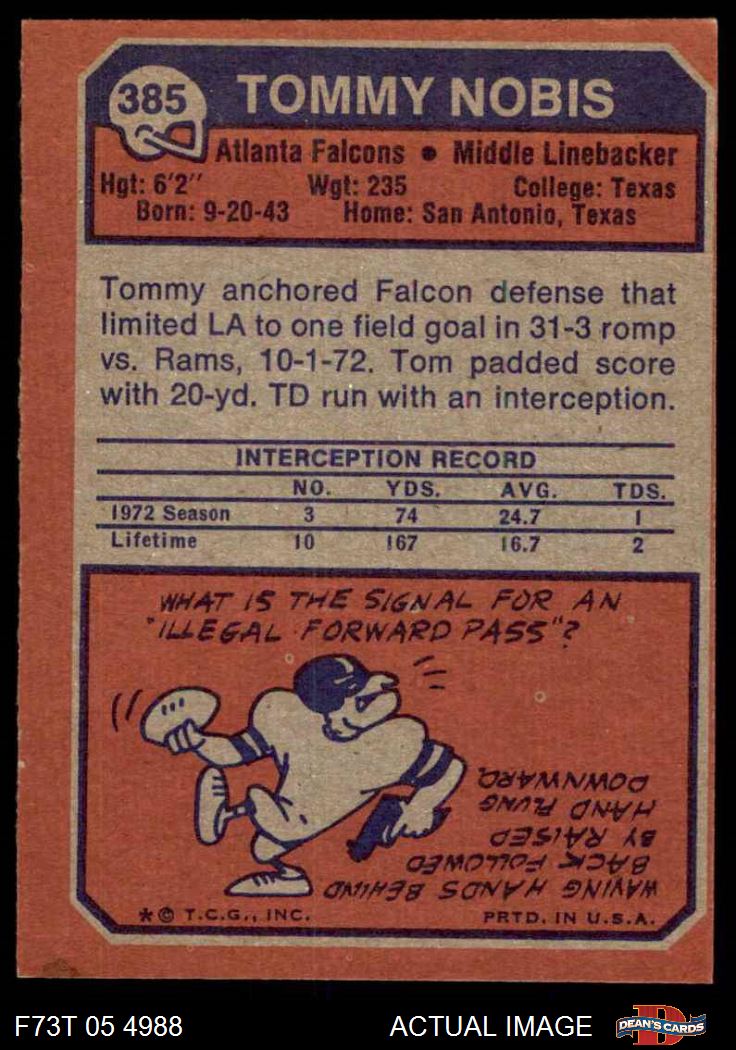 385
TOMMY NOBIS
Atlanta Falcons • Middle Linebacker
Hgt: 6'2" Wgt: 235 College: Texas
Born: 9-20-43 Home: San Antonio, Texas
Tommy anchored Falcon defense that
limited LA to one field goal in 31-3 romp
vs. Rams, 10-1-72. Tom padded score
with 20-yd. TD run with an interception.
INTERCEPTION RECORD
NO. YDS. AVG. TDS.
1972 Season 3 74 24.7 1
Lifetime 10 167 16.7 2
WHAT IS THE SIGNAL FOR AN
"ILLEGAL FORWARD PASS"?
WAVING HANDS BEHIND
BACK FOLLOWED
BY RAISED
HAND FLUNG
DOWNWARD.
* © T.C.G., INC. PRTD. IN U.S.A.
F73T 05 4988 ACTUAL IMAGE
D
DEAN'S CARDS